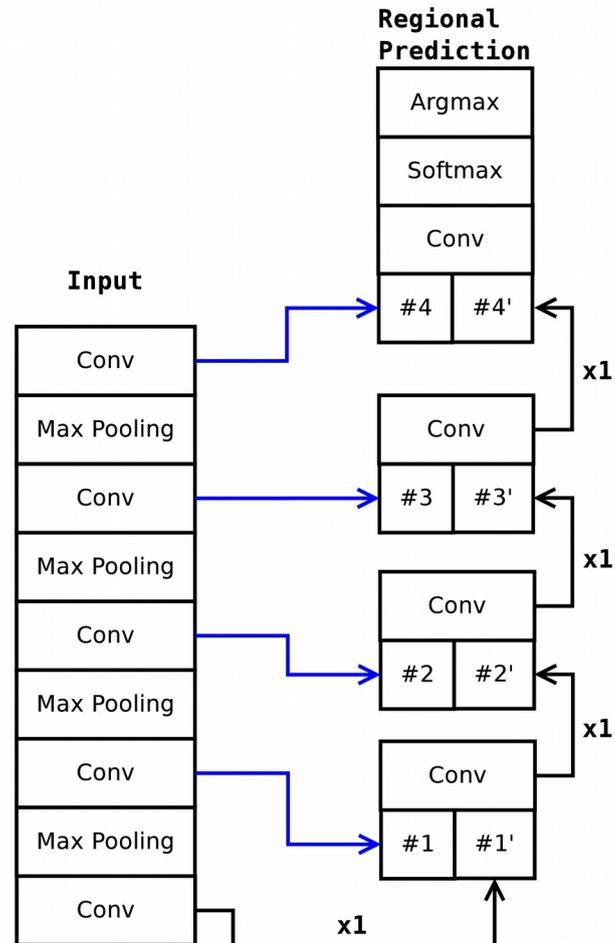 Regional
Prediction
Argmax
Softmax
Conv
#4 #4'
x1
Input
Conv
Max Pooling
Conv
Max Pooling
Conv
Max Pooling
Conv
Max Pooling
Conv
Conv
#3 #3'
x1
Conv
#2 #2'
x1
Conv
#1 #1'
x1